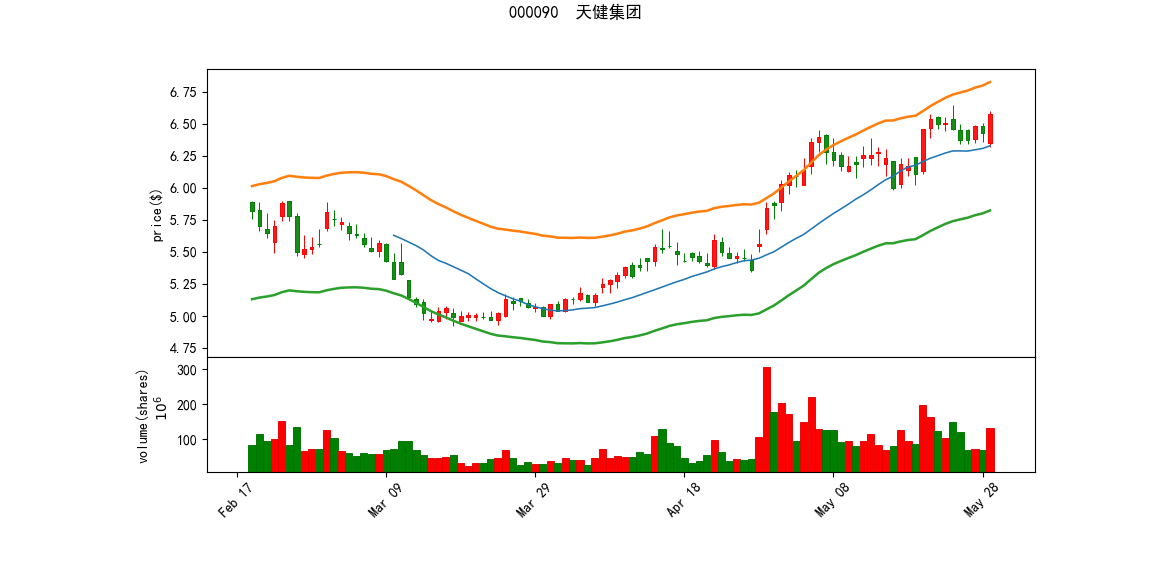 000090  天健集团
price($)
6.75
6.50
6.25
6.00
5.75
5.50
5.25
5.00
4.75
volume(shares)
10^6
300
200
100
Feb 17
Mar 09
Mar 29
Apr 18
May 08
May 28